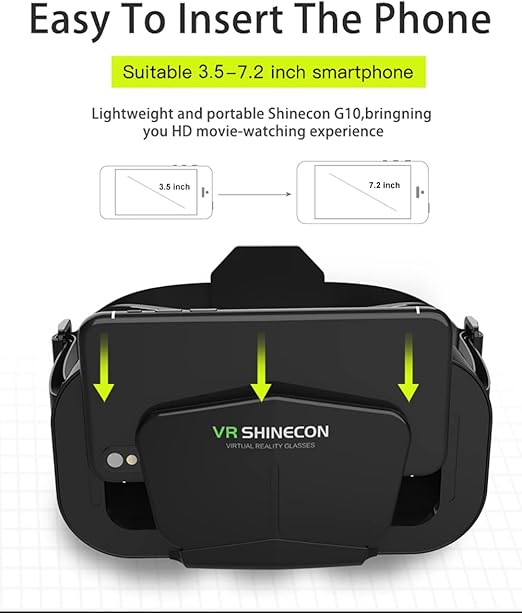 Easy To Insert The Phone
Suitable 3.5–7.2 inch smartphone
Lightweight and portable Shinecon G10,bringning
you HD movie-watching experience
3.5 inch
7.2 inch
VR SHINECON
VIRTUAL REALITY GLASSES